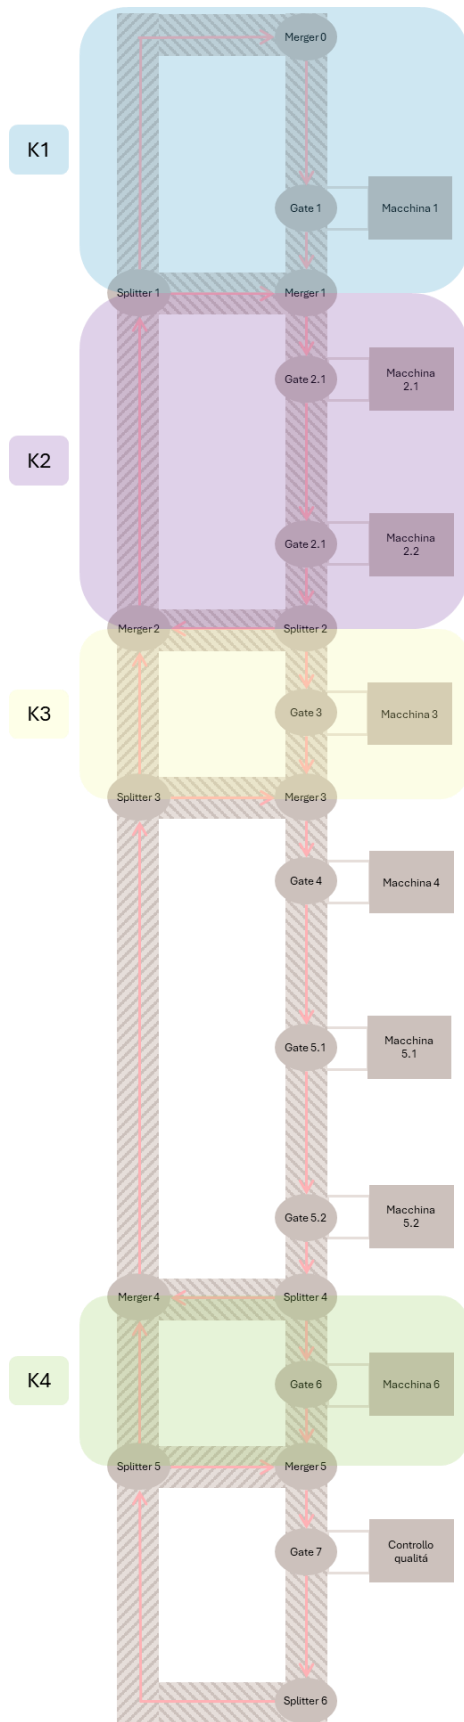 Merger 0
K1
Gate 1
Macchina 1
Splitter 1
Merger 1
Gate 2.1
Macchina
2.1
K2
Gate 2.1
Macchina
2.2
Merger 2
Splitter 2
K3
Gate 3
Macchina 3
Splitter 3
Merger 3
Gate 4
Macchina 4
Gate 5.1
Macchina
5.1
Gate 5.2
Macchina
5.2
Merger 4
Splitter 4
K4
Gate 6
Macchina 6
Splitter 5
Merger 5
Gate 7
Controllo
qualitá
Splitter 6